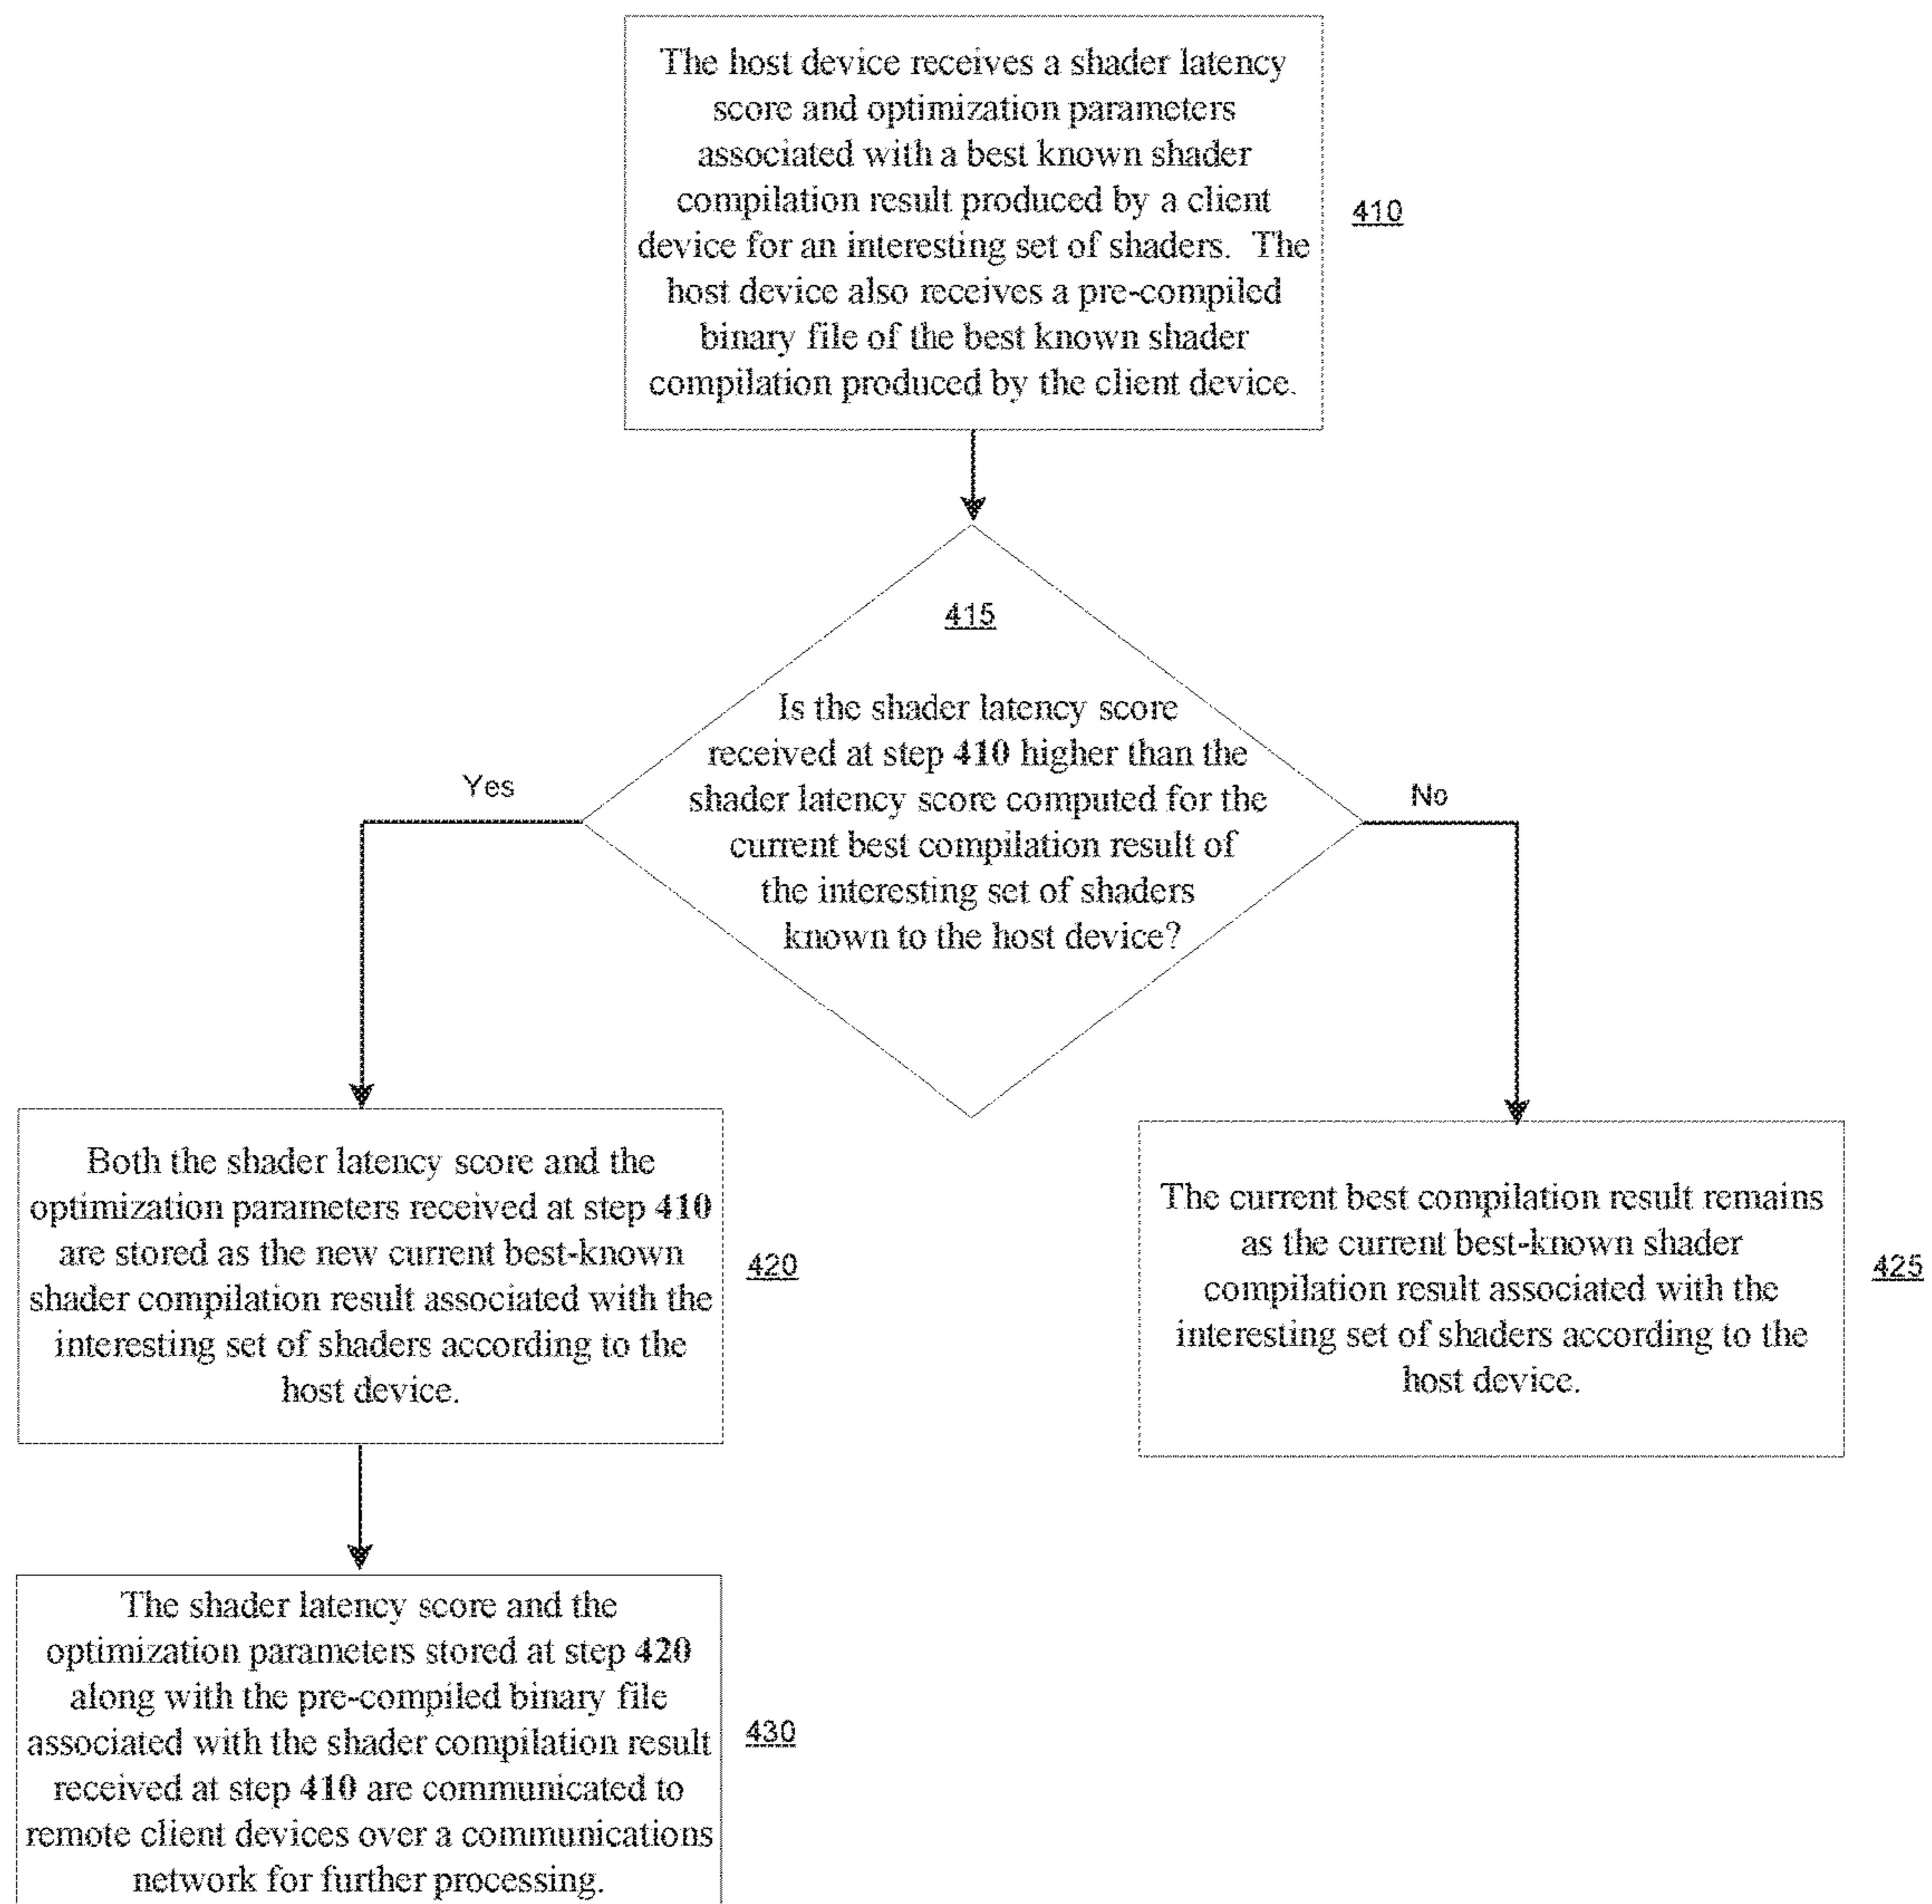 The host device receives a shader latency
score and optimization parameters
associated with a best known shader
compilation result produced by a client
device for an interesting set of shaders. The
host device also receives a pre-compiled
binary file of the best known shader
compilation produced by the client device.
410
415
Is the shader latency score
received at step 410 higher than the
shader latency score computed for the
current best compilation result of
the interesting set of shaders
known to the host device?
Yes
No
Both the shader latency score and the
optimization parameters received at step 410
are stored as the new current best-known
shader compilation result associated with the
interesting set of shaders according to the
host device.
420
The current best compilation result remains
as the current best-known shader
compilation result associated with the
interesting set of shaders according to the
host device.
425
The shader latency score and the
optimization parameters stored at step 420
along with the pre-compiled binary file
associated with the shader compilation result
received at step 410 are communicated to
remote client devices over a communications
network for further processing.
430